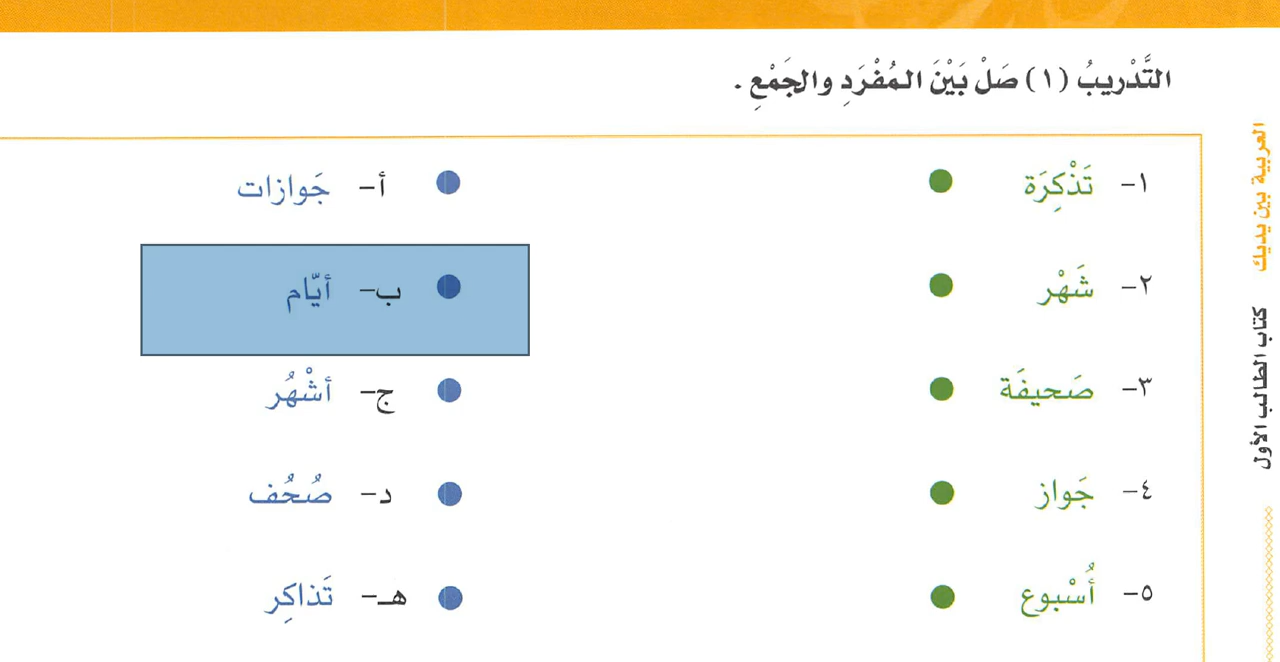 التَّدْريبُ (١) صَلْ بَيْنَ المُفْرَدِ والجَمْعِ .
١- تَذْكِرَة
أ- جَوازات
٢- شَهْر
ب- أيّام
٣- صَحيفَة
ج- أشْهُر
٤- جَواز
د- صُحُف
٥- أُسْبوع
هـ- تَذاكِر
العربية بين يديك
كتاب الطالب الأول